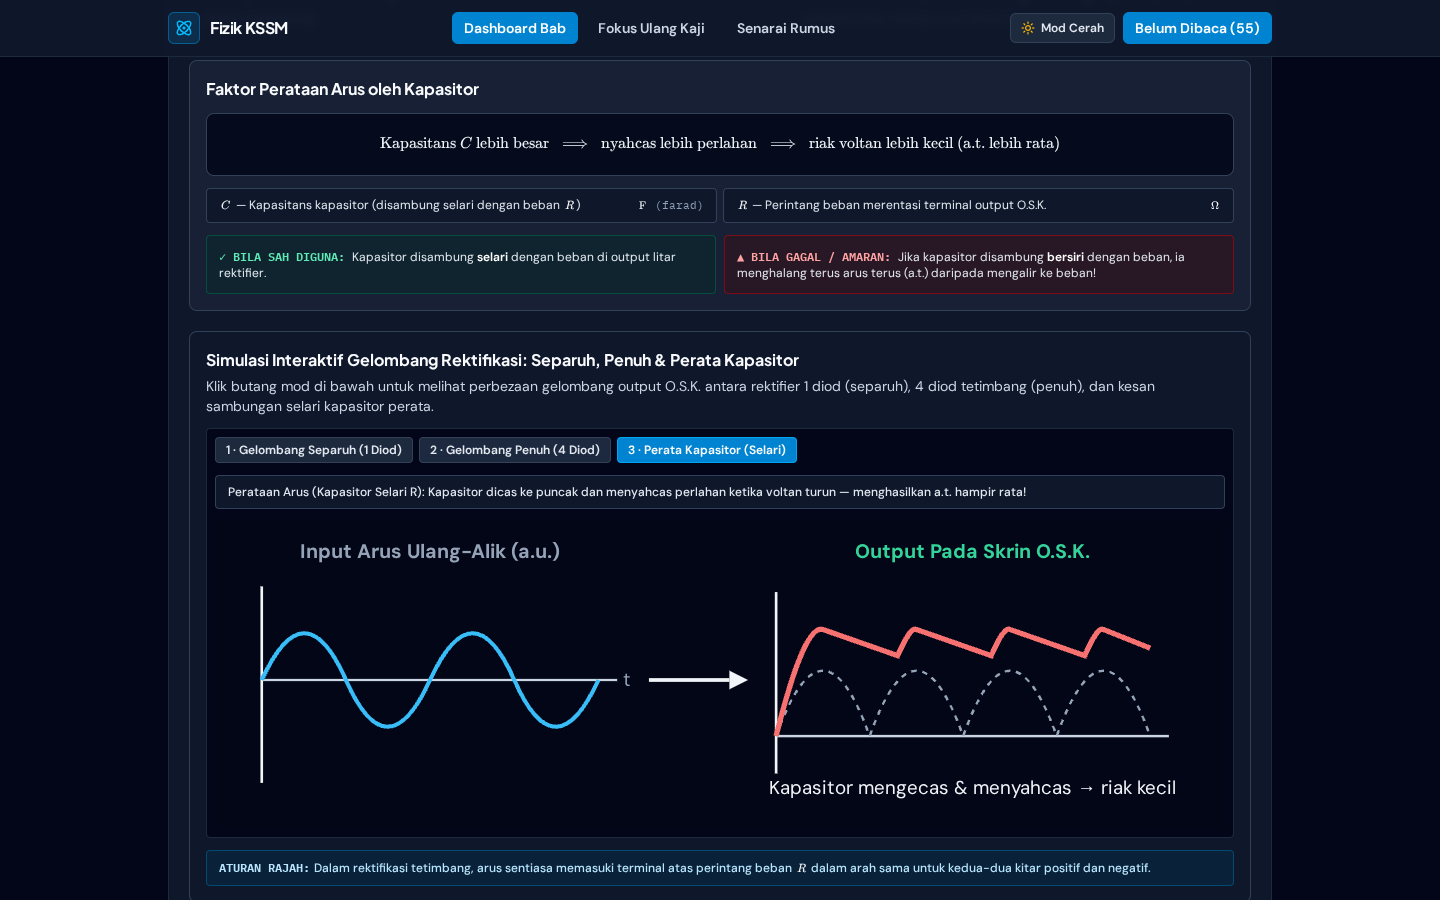 Fizik KSSM
Dashboard Bab
Fokus Ulang Kaji
Senarai Rumus
Mod Cerah
Belum Dibaca (55)
Faktor Perataan Arus oleh Kapasitor
Kapasitans C lebih besar ⟹ nyahcas lebih perlahan ⟹ riak voltan lebih kecil (a.t. lebih rata)
C — Kapasitans kapasitor (disambung selari dengan beban R) F (farad)
R — Perintang beban merentasi terminal output O.S.K. Ω
✓ BILA SAH DIGUNA: Kapasitor disambung selari dengan beban di output litar
rektifier.
▲ BILA GAGAL / AMARAN: Jika kapasitor disambung bersiri dengan beban, ia
menghalang terus arus terus (a.t.) daripada mengalir ke beban!
Simulasi Interaktif Gelombang Rektifikasi: Separuh, Penuh & Perata Kapasitor
Klik butang mod di bawah untuk melihat perbezaan gelombang output O.S.K. antara rektifier 1 diod (separuh), 4 diod tetimbang (penuh), dan kesan
sambungan selari kapasitor perata.
1 · Gelombang Separuh (1 Diod)
2 · Gelombang Penuh (4 Diod)
3 · Perata Kapasitor (Selari)
Perataan Arus (Kapasitor Selari R): Kapasitor dicas ke puncak dan menyahcas perlahan ketika voltan turun — menghasilkan a.t. hampir rata!
Input Arus Ulang-Alik (a.u.)
t
Output Pada Skrin O.S.K.
Kapasitor mengecas & menyahcas → riak kecil
ATURAN RAJAH: Dalam rektifikasi tetimbang, arus sentiasa memasuki terminal atas perintang beban R dalam arah sama untuk kedua-dua kitar positif dan negatif.